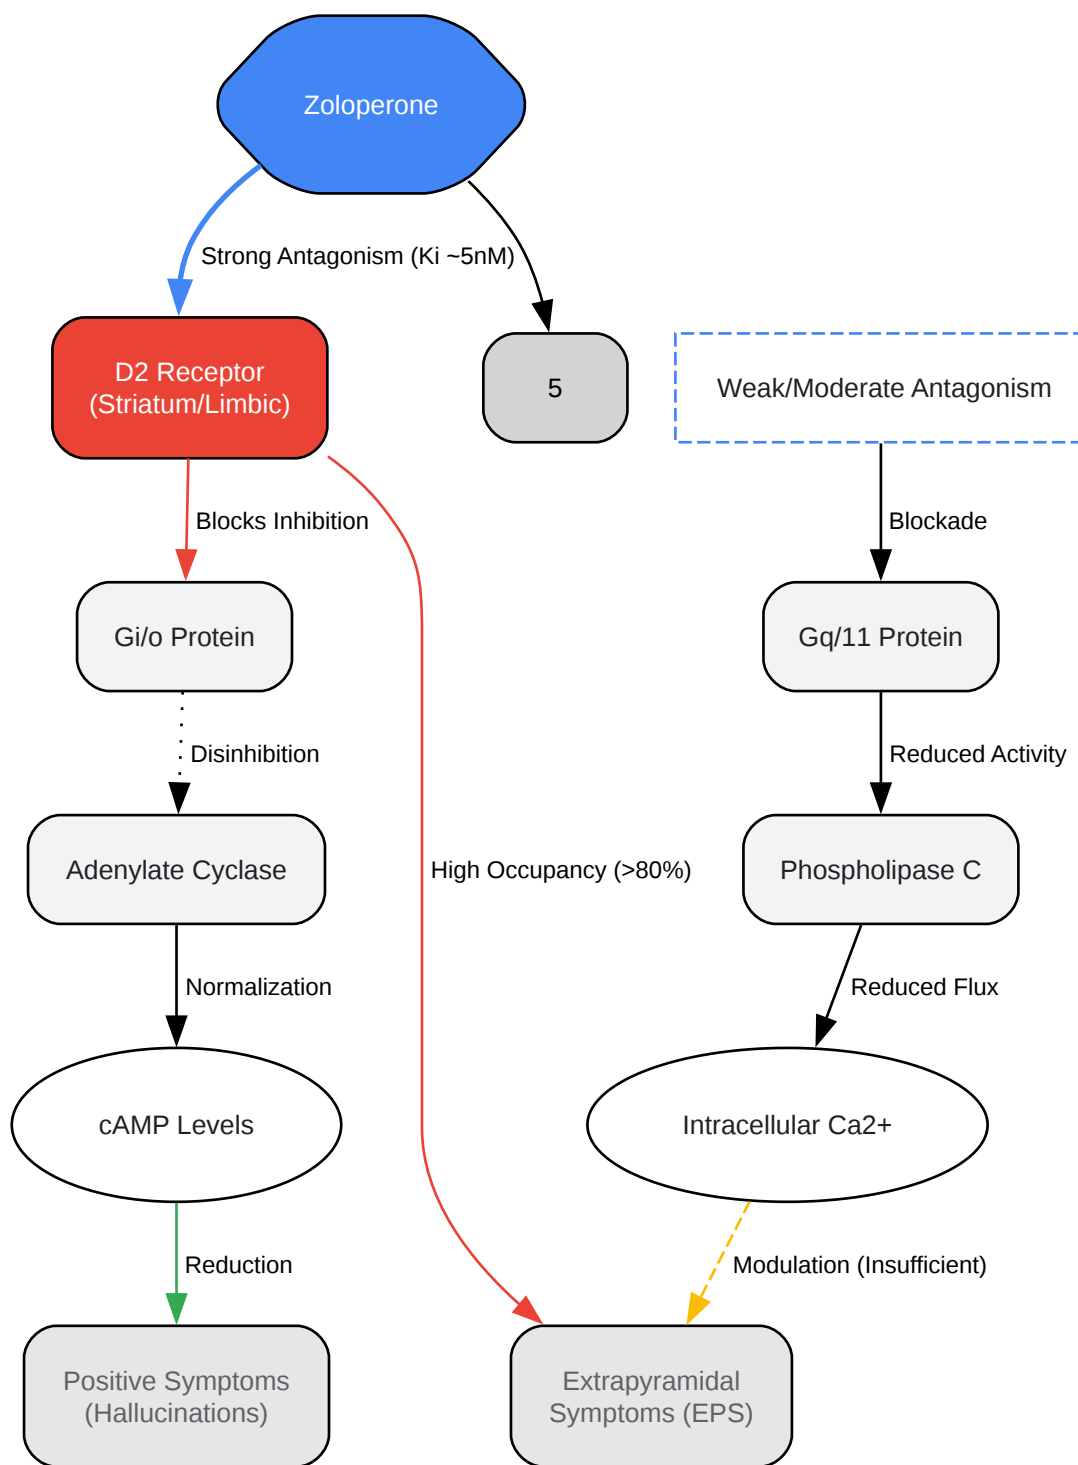 Zoloperone
Strong Antagonism (Ki ~5nM)
D2 Receptor
(Striatum/Limbic)
5
Weak/Moderate Antagonism
Blocks Inhibition
Blockade
Gi/o Protein
Gq/11 Protein
Disinhibition
Reduced Activity
Adenylate Cyclase
High Occupancy (>80%)
Phospholipase C
Normalization
Reduced Flux
cAMP Levels
Intracellular Ca2+
Reduction
Modulation (Insufficient)
Positive Symptoms
(Hallucinations)
Extrapyramidal
Symptoms (EPS)